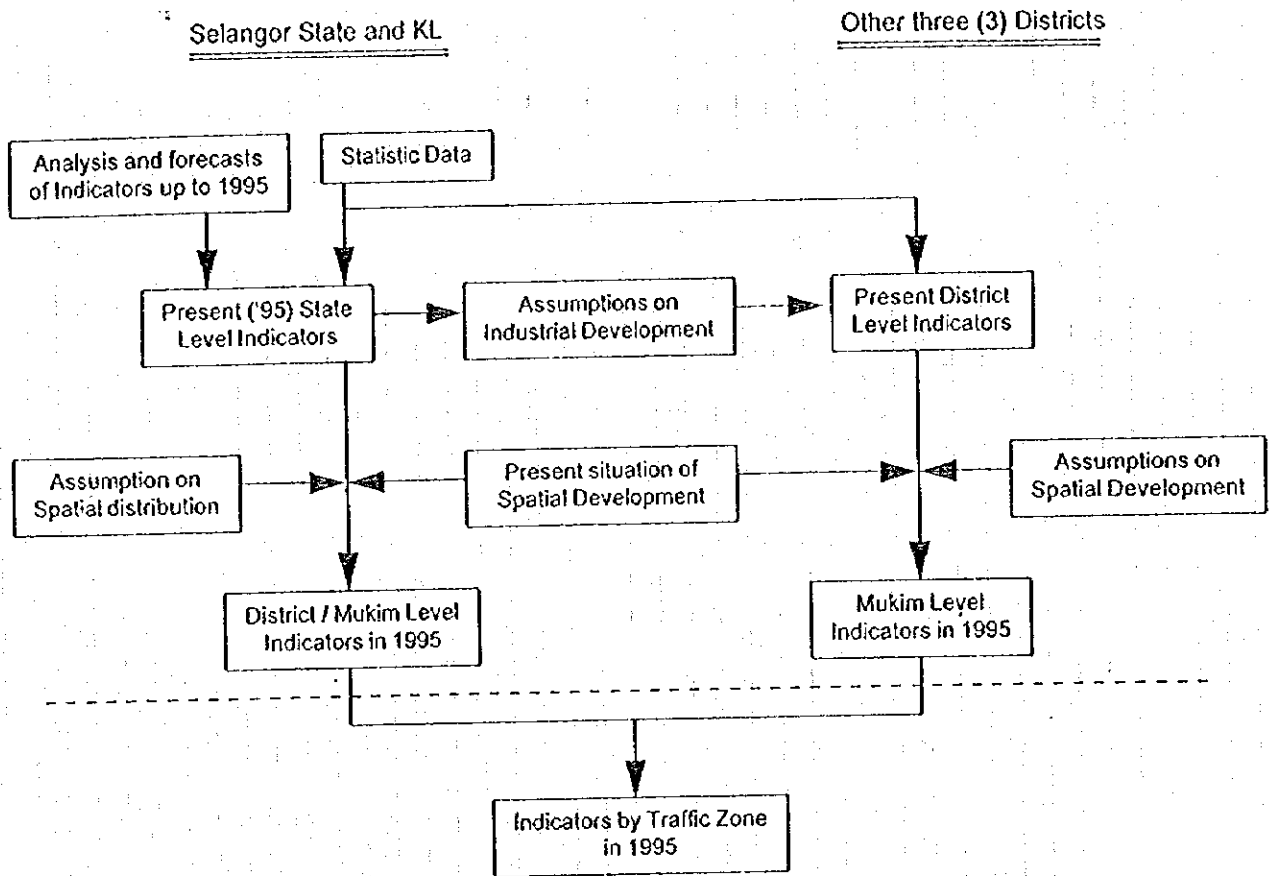 Selangor State and KL
Other three (3) Districts
Analysis and forecasts
of Indicators up to 1995
Statistic Data
Present ('95) State
Level Indicators
Assumptions on
Industrial Development
Present District
Level Indicators
Assumption on
Spatial distribution
Present situation of
Spatial Development
Assumptions on
Spatial Development
District / Mukim Level
Indicators in 1995
Mukim Level
Indicators in 1995
Indicators by Traffic Zone
in 1995